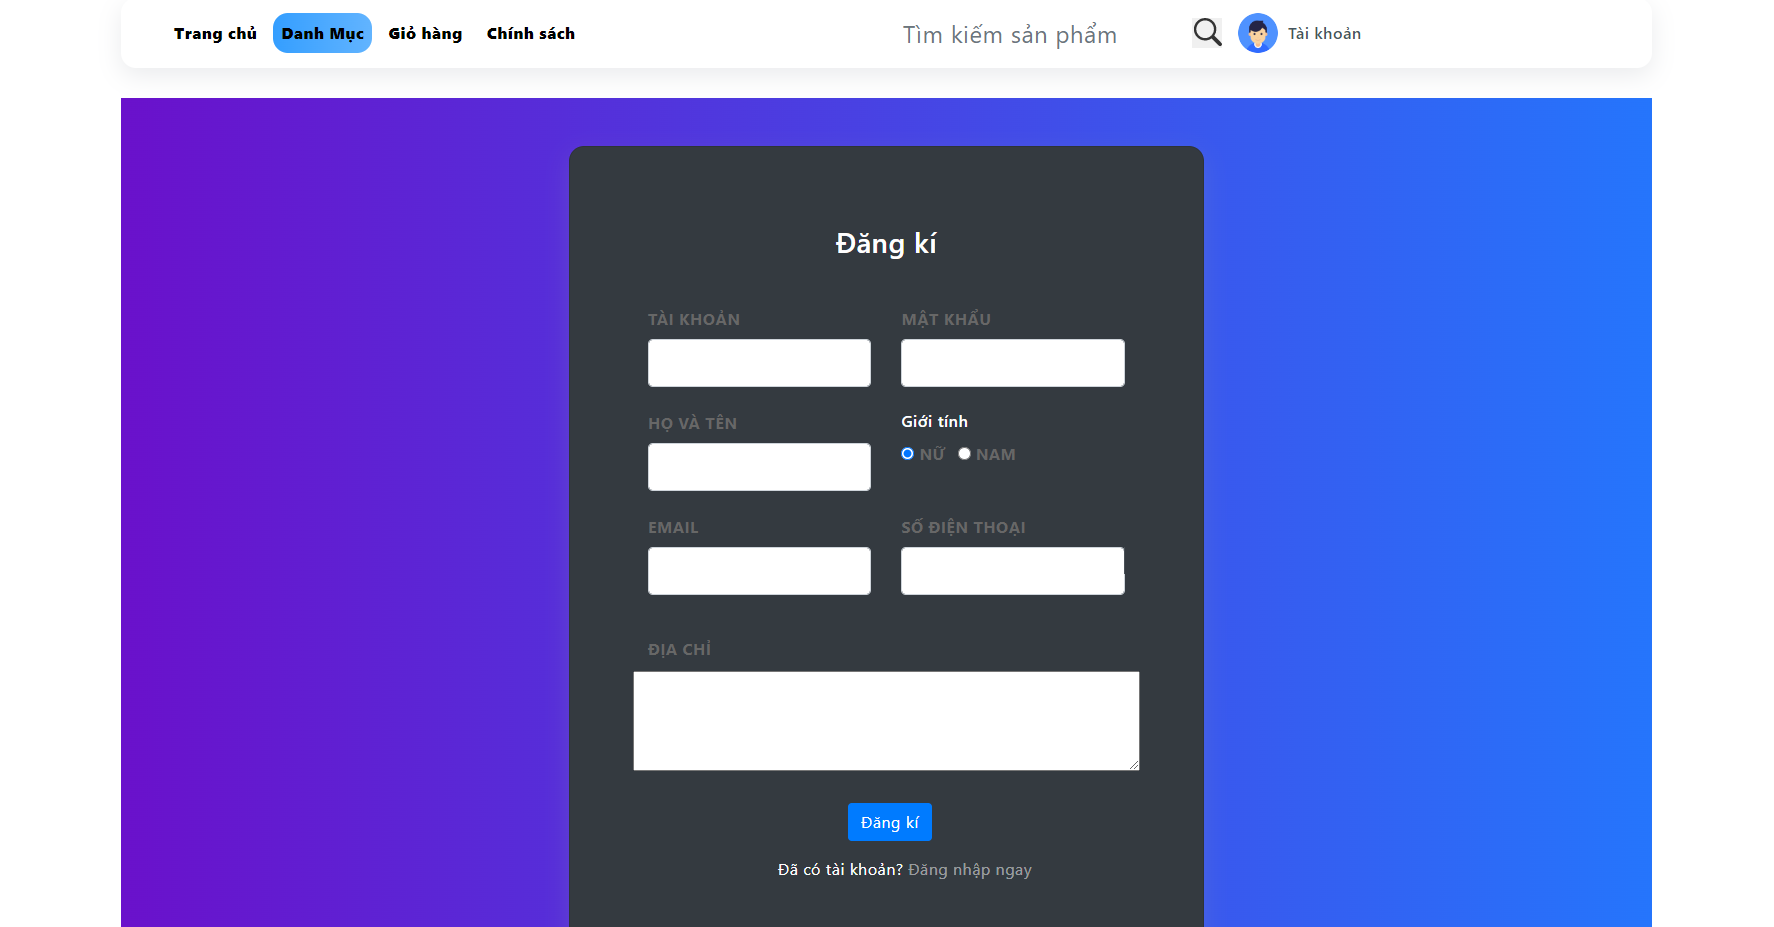 Trang chủ Danh Mục Giỏ hàng Chính sách Tìm kiếm sản phẩm Tài khoản
Đăng kí
TÀI KHOẢN MẬT KHẨU
HỌ VÀ TÊN Giới tính
NỮ NAM
EMAIL SỐ ĐIỆN THOẠI
ĐỊA CHỈ
Đăng kí
Đã có tài khoản? Đăng nhập ngay